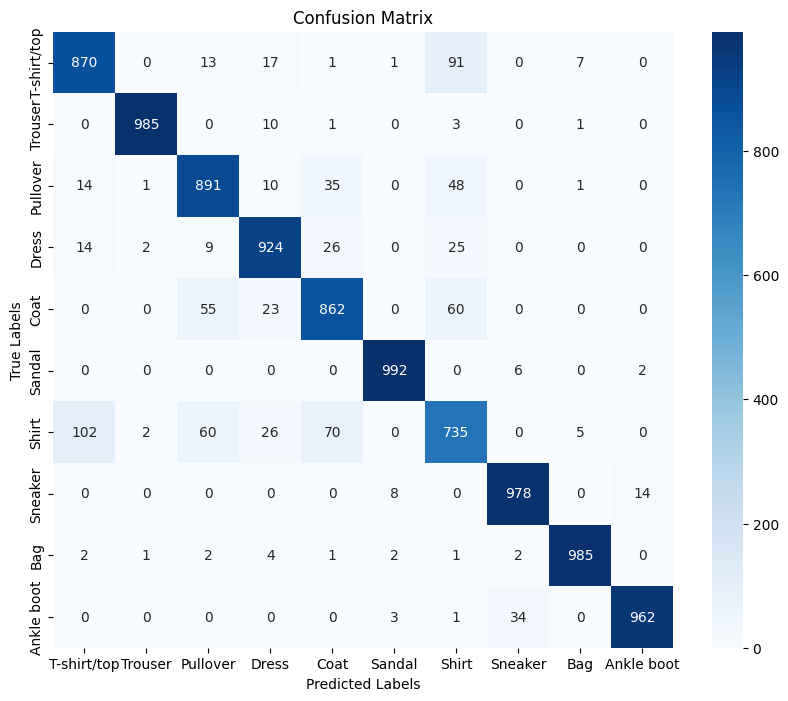 Confusion Matrix
T-shirt/top 870 0 13 17 1 1 91 0 7 0
Trouser 0 985 0 10 1 0 3 0 1 0
Pullover 14 1 891 10 35 0 48 0 1 0
Dress 14 2 9 924 26 0 25 0 0 0
Coat 0 0 55 23 862 0 60 0 0 0
Sandal 0 0 0 0 0 992 0 6 0 2
Shirt 102 2 60 26 70 0 735 0 5 0
Sneaker 0 0 0 0 0 8 0 978 0 14
Bag 2 1 2 4 1 2 1 2 985 0
Ankle boot 0 0 0 0 0 3 1 34 0 962
T-shirt/top Trouser Pullover Dress Coat Sandal Shirt Sneaker Bag Ankle boot
Predicted Labels
True Labels
800
600
400
200
0